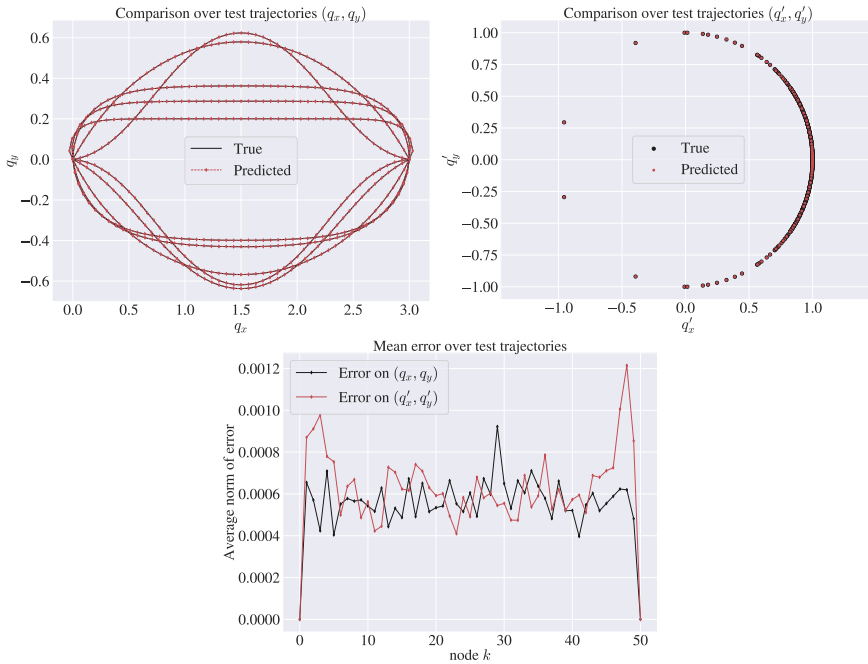 Comparison over test trajectories (q_x, q_y)
0.6
0.4
0.2
0.0
−0.2
−0.4
−0.6
q_y
True
Predicted
0.0 0.5 1.0 1.5 2.0 2.5 3.0
q_x
Comparison over test trajectories (q′_x, q′_y)
1.00
0.75
0.50
0.25
0.00
−0.25
−0.50
−0.75
−1.00
q′_y
True
Predicted
−1.0 −0.5 0.0 0.5 1.0
q′_x
Mean error over test trajectories
0.0012
0.0010
0.0008
0.0006
0.0004
0.0002
0.0000
Average norm of error
Error on (q_x, q_y)
Error on (q′_x, q′_y)
0 10 20 30 40 50
node k